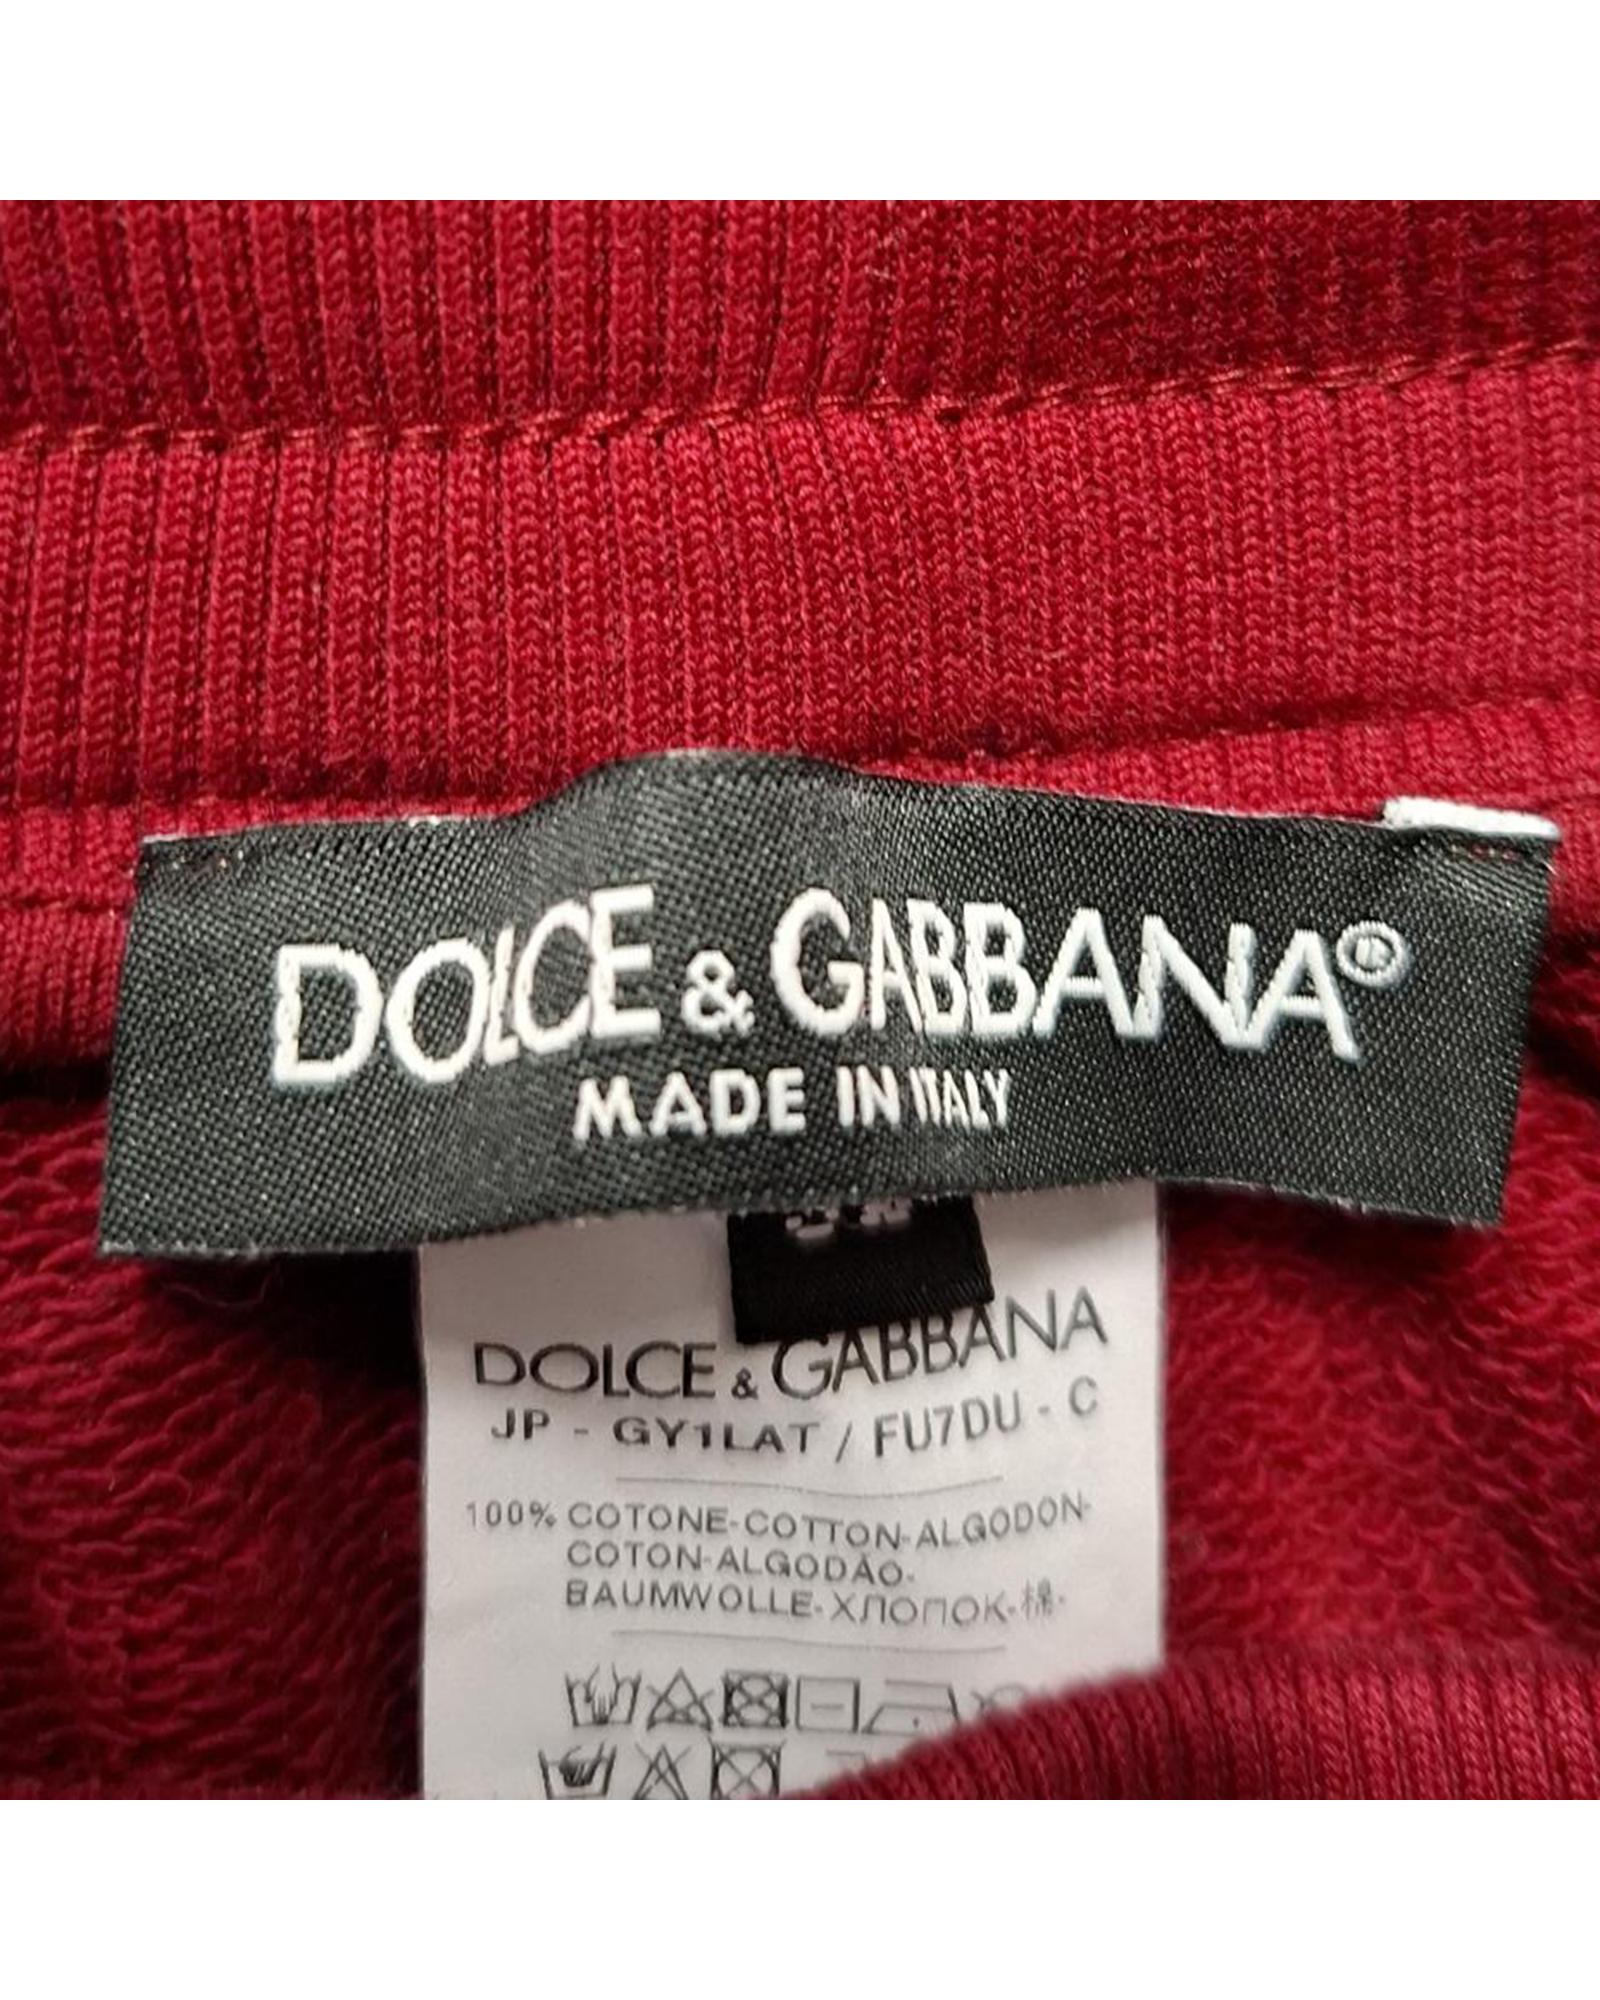 DOLCE & GABBANA®
MADE IN ITALY
DOLCE & GABBANA
JP - GY1LAT / FU7DU - C
100% COTONE-COTTON-ALGODON-
COTON-ALGODÃO-
BAUMWOLLE-ХЛОПОК-棉-